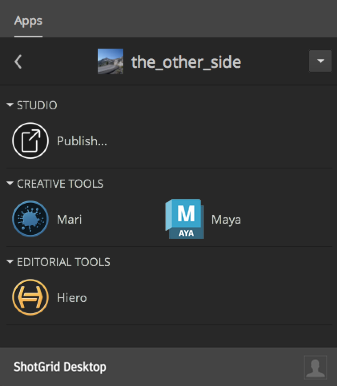 Apps
the_other_side
STUDIO
Publish...
CREATIVE TOOLS
Mari
M
AYA
Maya
EDITORIAL TOOLS
Hiero
ShotGrid Desktop